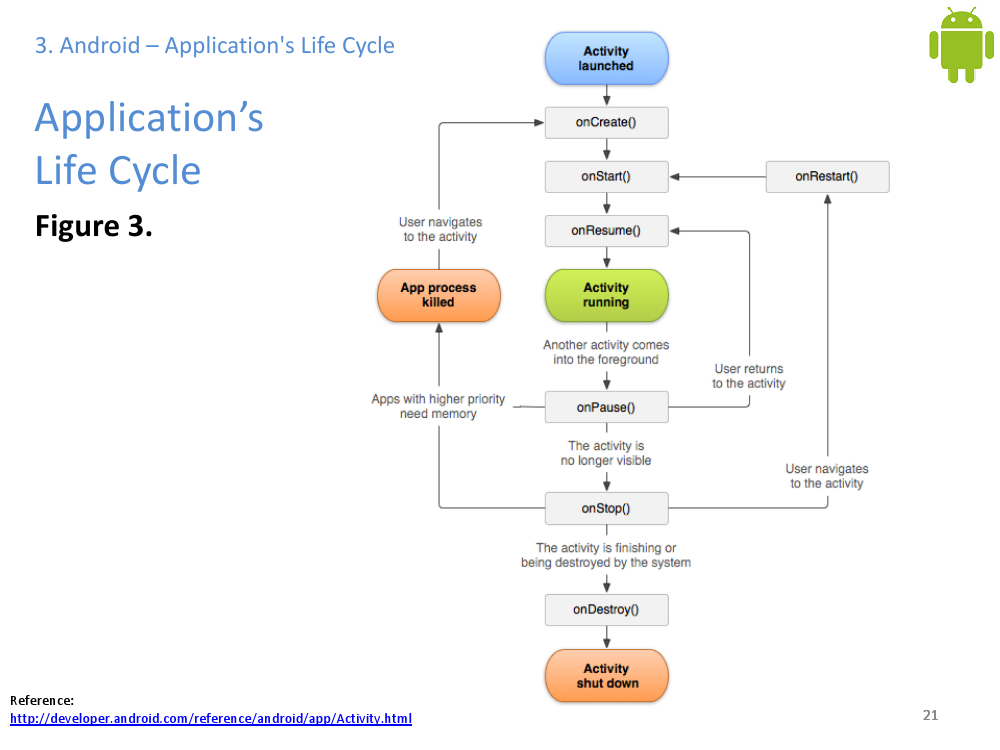 3. Android – Application's Life Cycle
Application’s
Life Cycle
Figure 3.
Activity
launched
onCreate()
onStart()
onRestart()
onResume()
User navigates
to the activity
App process
killed
Activity
running
Another activity comes
into the foreground
User returns
to the activity
Apps with higher priority
need memory
onPause()
The activity is
no longer visible
User navigates
to the activity
onStop()
The activity is finishing or
being destroyed by the system
onDestroy()
Activity
shut down
Reference:
http://developer.android.com/reference/android/app/Activity.html
21